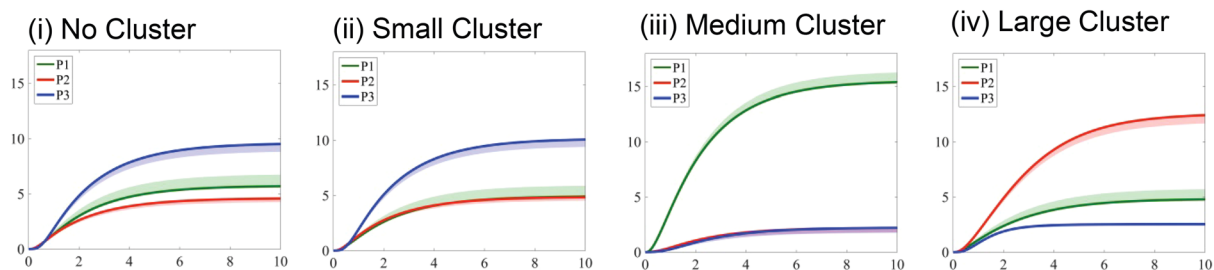 (i) No Cluster
15
10
5
0
P1
P2
P3
0 2 4 6 8 10
(ii) Small Cluster
15
10
5
0
P1
P2
P3
0 2 4 6 8 10
(iii) Medium Cluster
15
10
5
0
P1
P2
P3
0 2 4 6 8 10
(iv) Large Cluster
15
10
5
0
P1
P2
P3
0 2 4 6 8 10